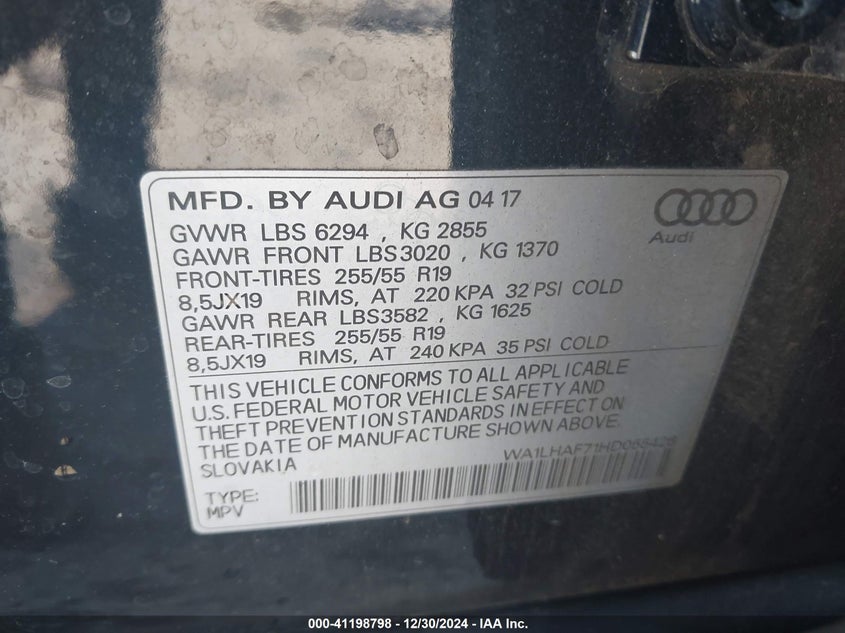 MFD. BY AUDI AG 04 17
Audi
GVWR LBS 6294 , KG 2855
GAWR FRONT LBS3020 , KG 1370
FRONT-TIRES 255/55 R19
8,5JX19 RIMS, AT 220 KPA 32 PSI COLD
GAWR REAR LBS3582 , KG 1625
REAR-TIRES 255/55 R19
8,5JX19 RIMS, AT 240 KPA 35 PSI COLD
THIS VEHICLE CONFORMS TO ALL APPLICABLE
U.S. FEDERAL MOTOR VEHICLE SAFETY AND
THEFT PREVENTION STANDARDS IN EFFECT ON
THE DATE OF MANUFACTURE SHOWN ABOVE.
SLOVAKIA
TYPE:
MPV
000-41198798 - 12/30/2024 - IAA Inc.